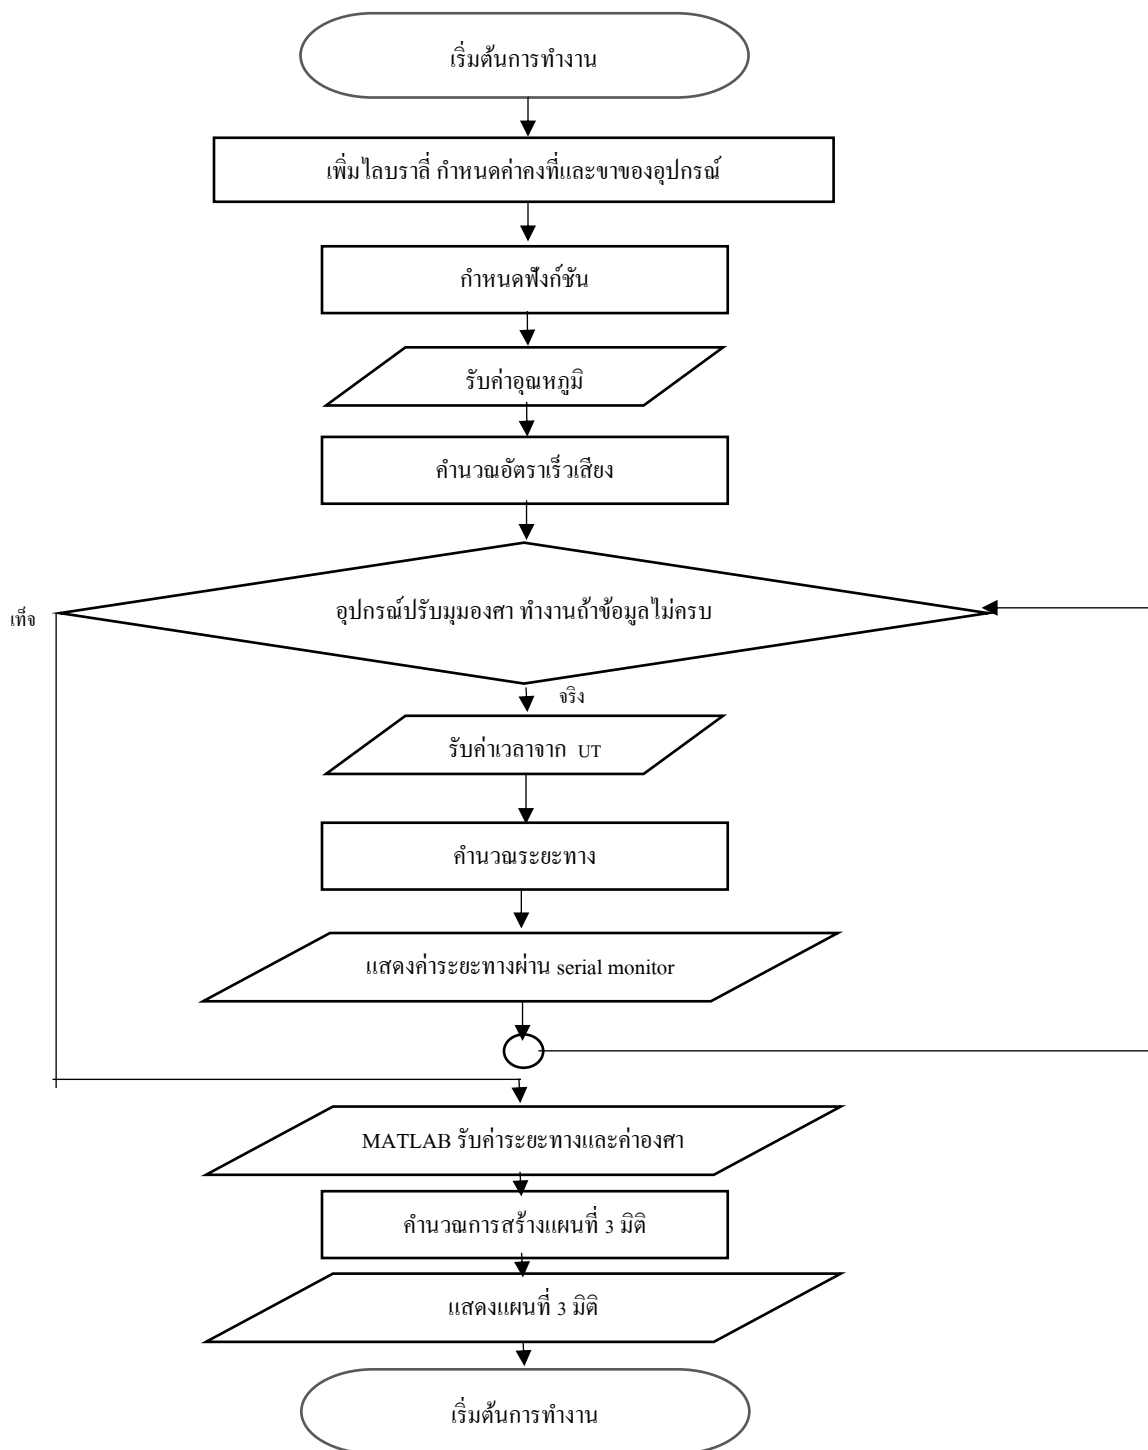 เริ่มต้นการทำงาน
เพิ่มไลบราลี่ กำหนดค่าคงที่และขาของอุปกรณ์
กำหนดฟังก์ชัน
รับค่าอุณหภูมิ
คำนวณอัตราเร็วเสียง
อุปกรณ์ปรับมุมองศา ทำงานถ้าข้อมูลไม่ครบ
เท็จ
จริง
รับค่าเวลาจาก UT
คำนวณระยะทาง
แสดงค่าระยะทางผ่าน serial monitor
MATLAB รับค่าระยะทางและค่าองศา
คำนวณการสร้างแผนที่ 3 มิติ
แสดงแผนที่ 3 มิติ
เริ่มต้นการทำงาน